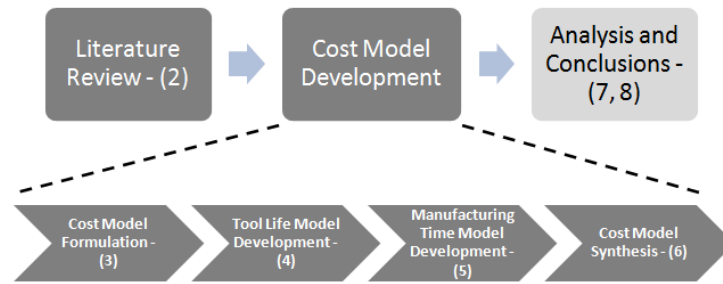 Literature
Review - (2)
Cost Model
Development
Analysis and
Conclusions -
(7, 8)
Cost Model
Formulation -
(3)
Tool Life Model
Development -
(4)
Manufacturing
Time Model
Development -
(5)
Cost Model
Synthesis - (6)